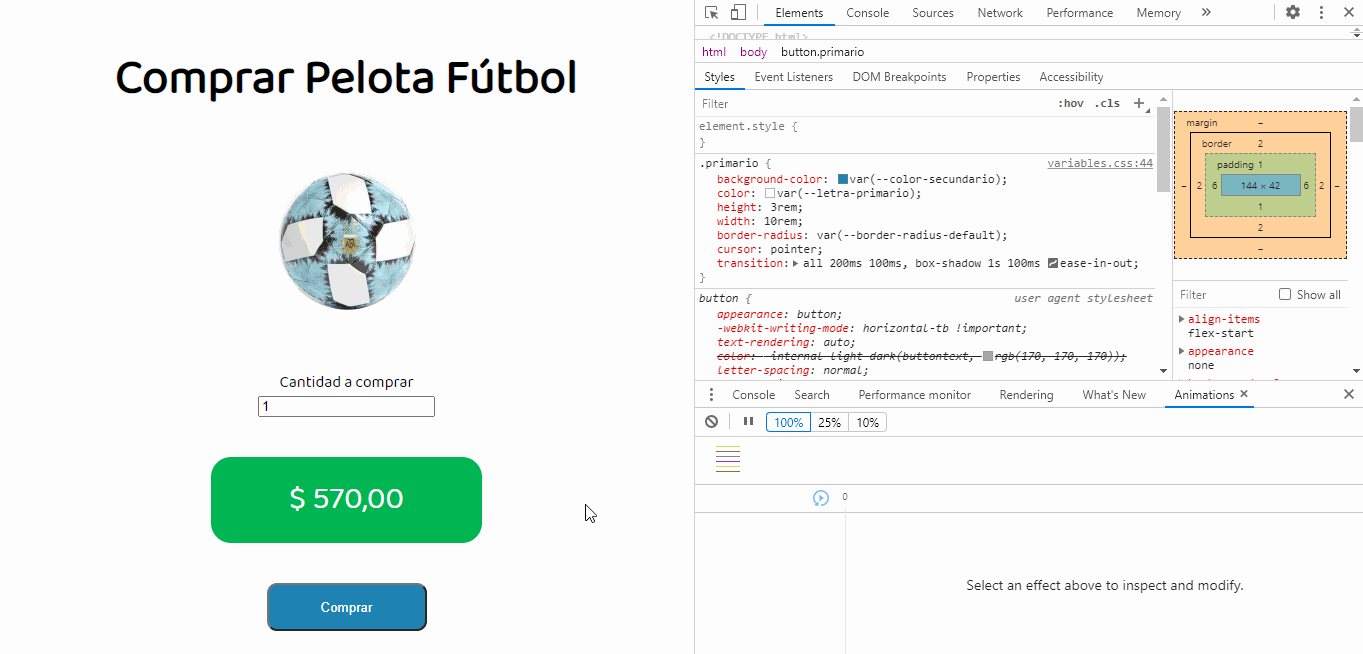 Comprar Pelota Fútbol
Cantidad a comprar
1
$ 570,00
Comprar
Elements Console Sources Network Performance Memory »
<!DOCTYPE html>
html body button.primario
Styles Event Listeners DOM Breakpoints Properties Accessibility
Filter :hov .cls +
element.style {
}
.primario { variables.css:44
background-color: var(--color-secundario);
color: var(--letra-primario);
height: 3rem;
width: 10rem;
border-radius: var(--border-radius-default);
cursor: pointer;
transition: all 200ms 100ms, box-shadow 1s 100ms ease-in-out;
}
button { user agent stylesheet
appearance: button;
-webkit-writing-mode: horizontal-tb !important;
text-rendering: auto;
color: -internal-light-dark(buttontext, rgb(170, 170, 170));
letter-spacing: normal;
margin –
border 2
padding 1
– 2 6 144 × 42 6 2 –
1
2
–
Filter Show all
align-items
flex-start
appearance
none
Console Search Performance monitor Rendering What's New Animations ×
100% 25% 10%
0
Select an effect above to inspect and modify.